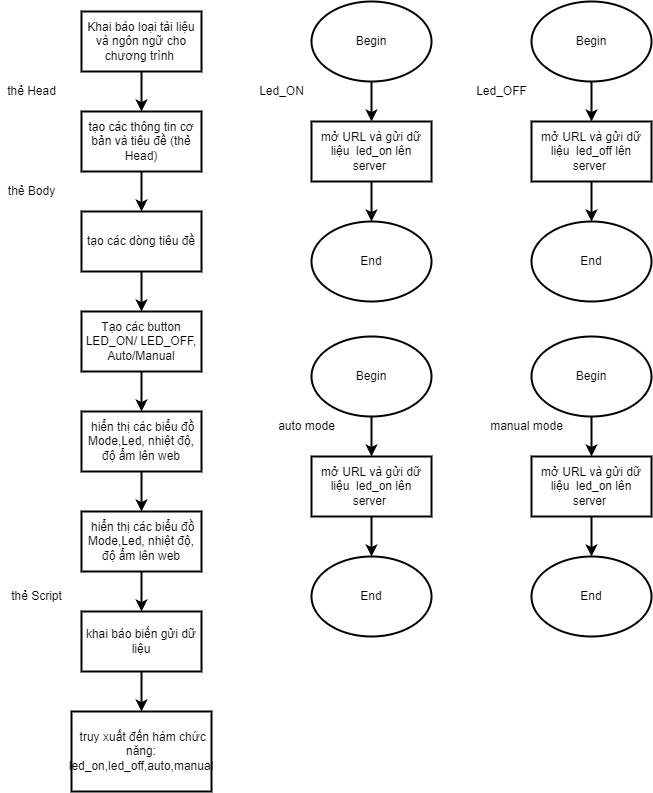 Khai báo loại tài liệu
và ngôn ngữ cho
chương trình
thẻ Head
tạo các thông tin cơ
bản và tiêu đề (thẻ
Head)
thẻ Body
tạo các dòng tiêu đề
Tạo các button
LED_ON/ LED_OFF,
Auto/Manual
hiển thị các biểu đồ
Mode,Led, nhiệt độ,
độ ẩm lên web
hiển thị các biểu đồ
Mode,Led, nhiệt độ,
độ ẩm lên web
thẻ Script
khai báo biến gửi dữ
liệu
truy xuất đến hàm chức
năng:
led_on,led_off,auto,manual
Begin
Led_ON
mở URL và gửi dữ
liệu led_on lên
server
End
Begin
Led_OFF
mở URL và gửi dữ
liệu led_off lên
server
End
Begin
auto mode
mở URL và gửi dữ
liệu led_on lên
server
End
Begin
manual mode
mở URL và gửi dữ
liệu led_on lên
server
End